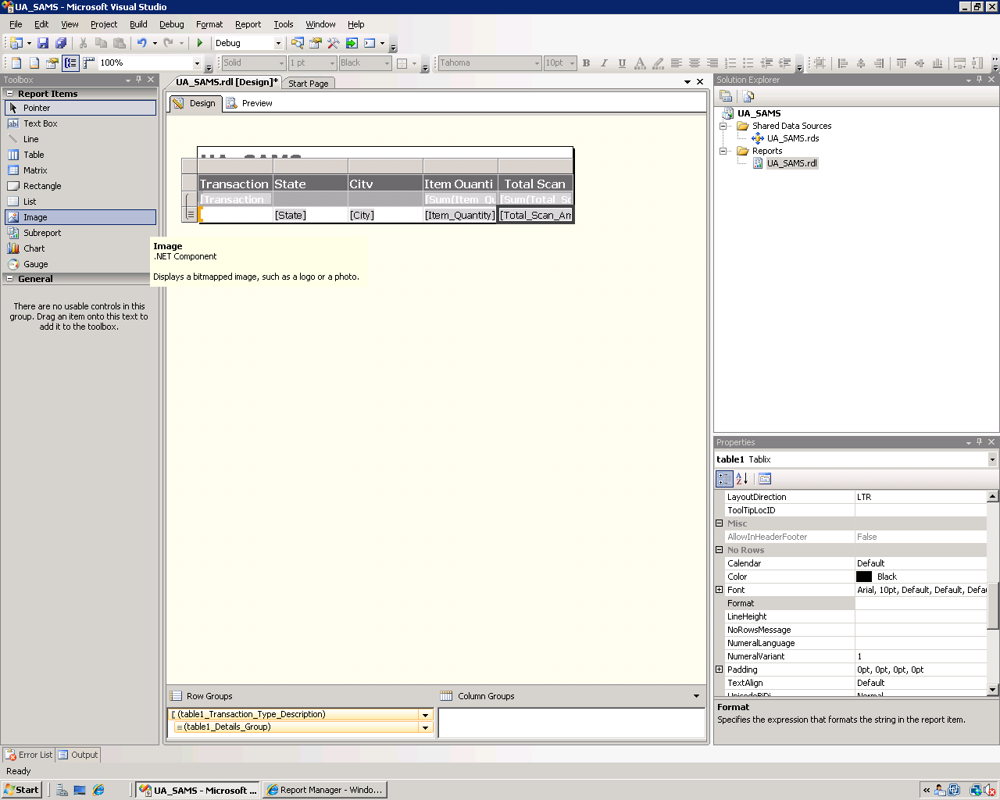 UA_SAMS - Microsoft Visual Studio
File Edit View Project Build Debug Format Report Tools Window Help
Debug
100% Solid 1 pt Black Tahoma 10pt B I U
Toolbox
Report Items
Pointer
Text Box
Line
Table
Matrix
Rectangle
List
Image
Subreport
Chart
Gauge
General
There are no usable controls in this
group. Drag an item onto this text to
add it to the toolbox.
UA_SAMS.rdl [Design]* Start Page
Design Preview
UA_SAMS
Transaction State City Item Quanti Total Scan
[Transaction [Sum(Item_Qu [Sum(Total_Sc
[State] [City] [Item_Quantity] [Total_Scan_Am
Image
.NET Component
Displays a bitmapped image, such as a logo or a photo.
Row Groups Column Groups
(table1_Transaction_Type_Description)
(table1_Details_Group)
Solution Explorer
UA_SAMS
Shared Data Sources
UA_SAMS.rds
Reports
UA_SAMS.rdl
Properties
table1 Tablix
LayoutDirection LTR
ToolTipLocID
Misc
AllowInHeaderFooter False
No Rows
Calendar Default
Color Black
Font Arial, 10pt, Default, Default, Defau
Format
LineHeight
NoRowsMessage
NumeralLanguage
NumeralVariant 1
Padding 0pt, 0pt, 0pt, 0pt
TextAlign Default
UnicodeBiDi Normal
Format
Specifies the expression that formats the string in the report item.
Error List Output
Ready
Start UA_SAMS - Microsoft ... Report Manager - Windo...